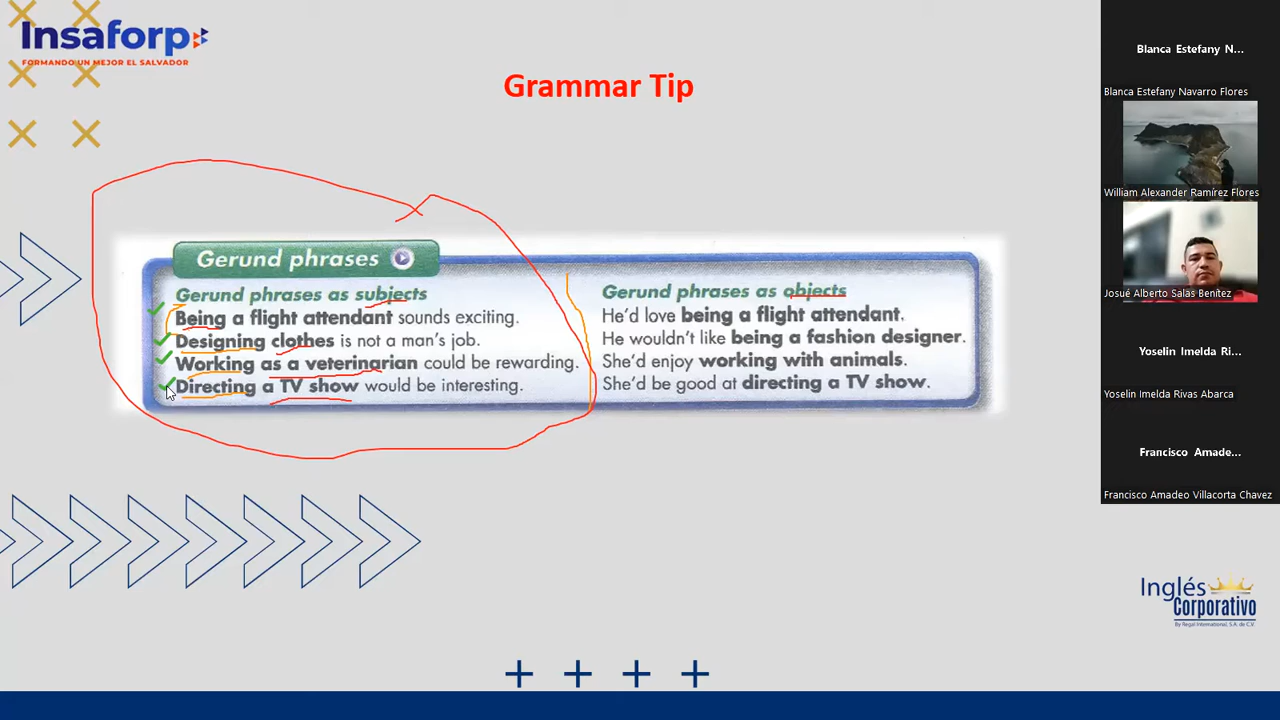 Insaforp
FORMANDO UN MEJOR EL SALVADOR
Grammar Tip
Gerund phrases
Gerund phrases as subjects
Being a flight attendant sounds exciting.
Designing clothes is not a man's job.
Working as a veterinarian could be rewarding.
Directing a TV show would be interesting.
Gerund phrases as objects
He'd love being a flight attendant.
He wouldn't like being a fashion designer.
She'd enjoy working with animals.
She'd be good at directing a TV show.
Blanca Estefany N...
Blanca Estefany Navarro Flores
William Alexander Ramírez Flores
Josué Alberto Salas Benítez
Yoselin Imelda Ri...
Yoselin Imelda Rivas Abarca
Francisco Amade...
Francisco Amadeo Villacorta Chavez
Inglés
Corporativo
By Regal International, S.A. de C.V.